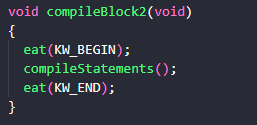 void compileBlock2(void)
{
  eat(KW_BEGIN);
  compileStatements();
  eat(KW_END);
}